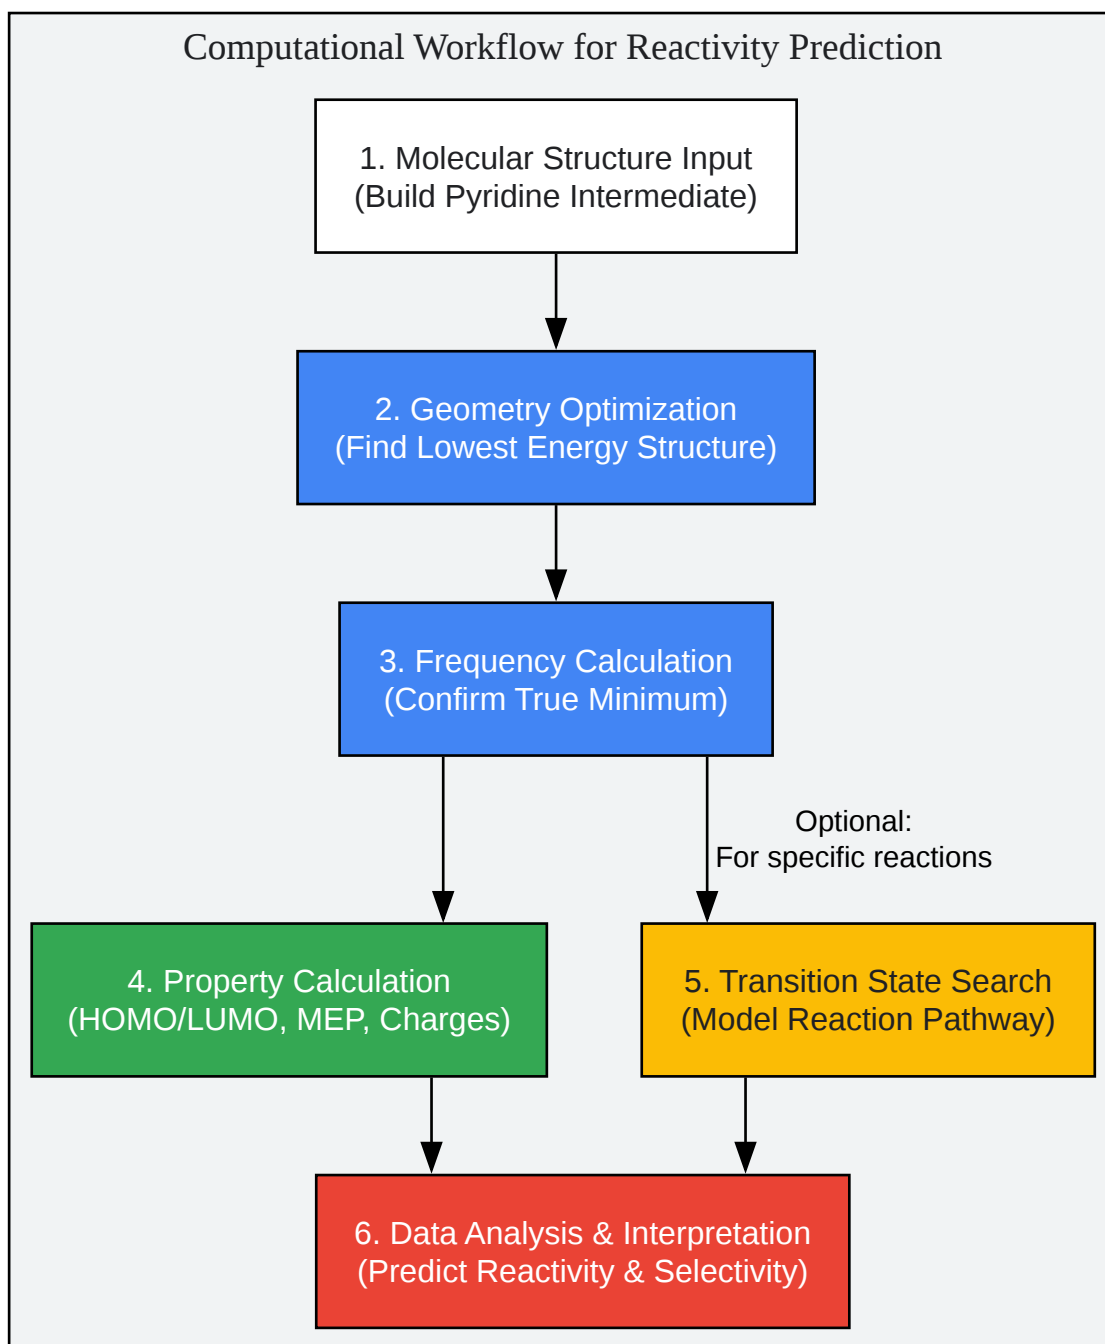 Computational Workflow for Reactivity Prediction
1. Molecular Structure Input
(Build Pyridine Intermediate)
2. Geometry Optimization
(Find Lowest Energy Structure)
3. Frequency Calculation
(Confirm True Minimum)
Optional:
For specific reactions
4. Property Calculation
(HOMO/LUMO, MEP, Charges)
5. Transition State Search
(Model Reaction Pathway)
6. Data Analysis & Interpretation
(Predict Reactivity & Selectivity)